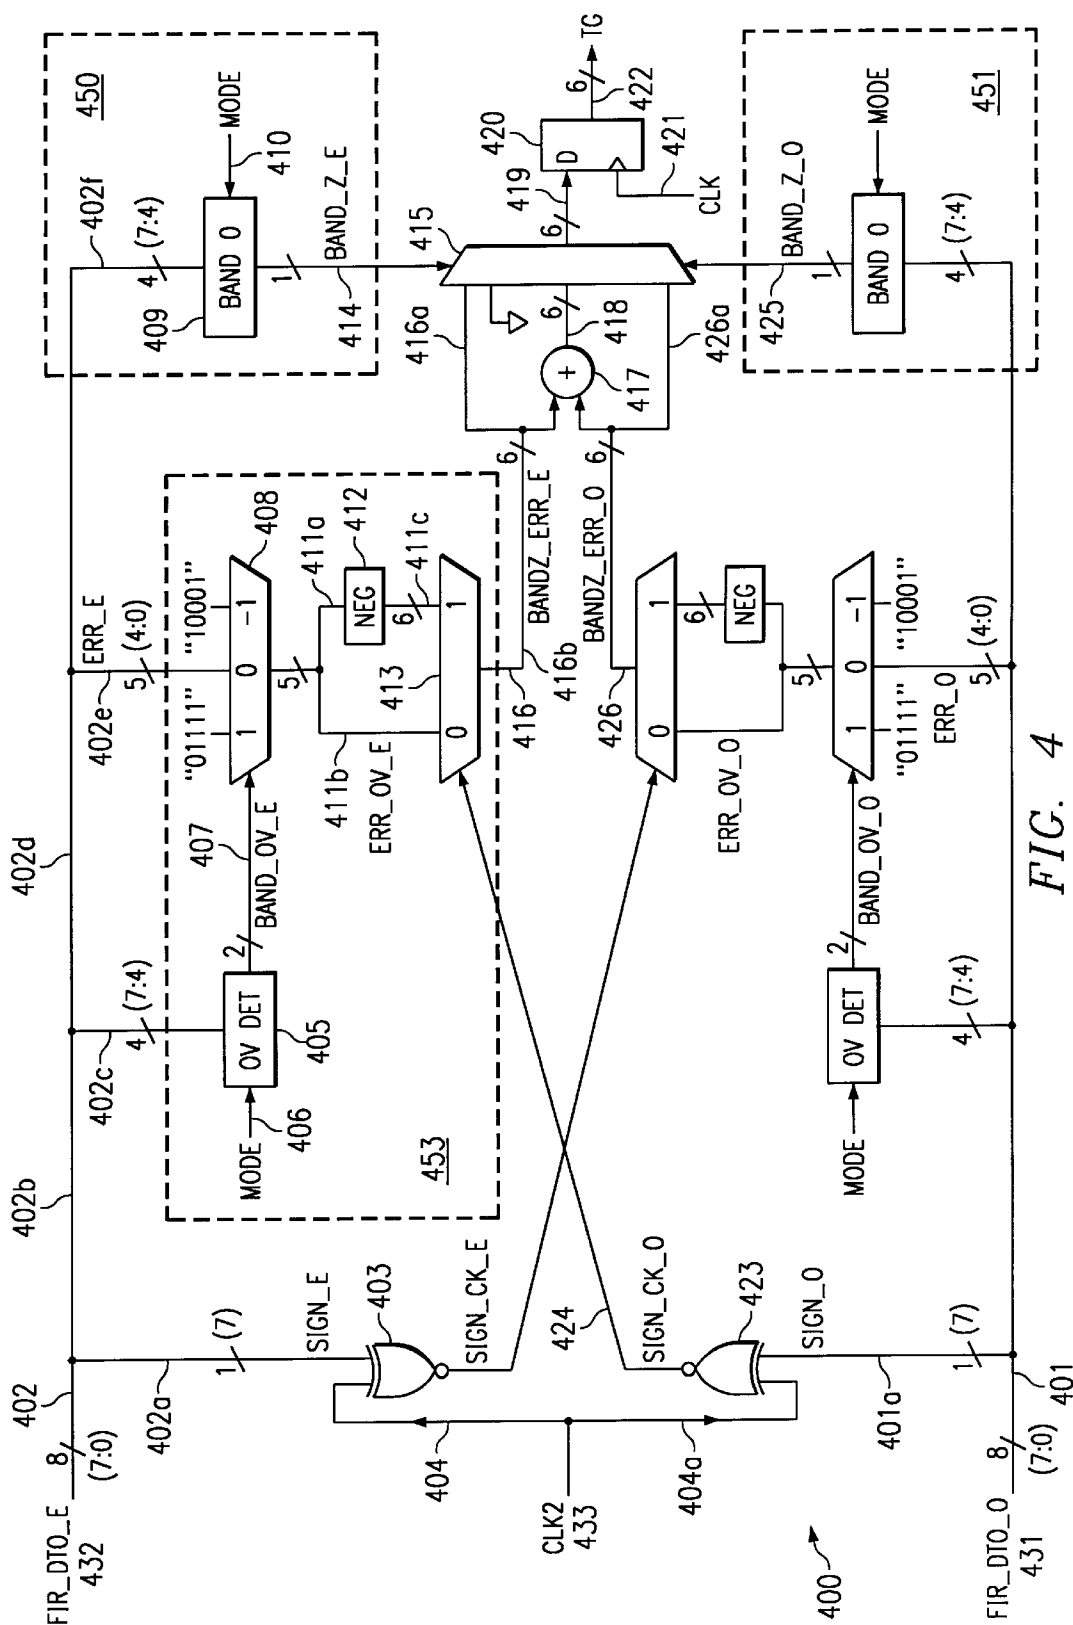 FIR_DTO_E
432
8
(7:0)
402
402a
1
(7)
SIGN_E
403
SIGN_CK_E
404
CLK2
433
404a
424
SIGN_CK_O
423
SIGN_O
401a
1
(7)
FIR_DTO_O
431
8
(7:0)
401
400
402b
402c
4
(7:4)
MODE
406
OV DET
405
453
2
407
BAND_OV_E
402d
402e
ERR_E
5
(4:0)
"01111"
"10001"
1
0
-1
408
5
411a
411b
NEG
412
6
411c
ERR_OV_E
413
0
1
416
416b
6
BANDZ_ERR_E
BANDZ_ERR_O
6
426
0
1
6
NEG
ERR_OV_O
5
1
0
-1
"01111"
"10001"
ERR_O
5
(4:0)
MODE
OV DET
4
(7:4)
2
BAND_OV_O
450
402f
4
(7:4)
BAND 0
409
MODE
410
1
BAND_Z_E
414
415
416a
+
417
6
418
426a
6
419
420
D
CLK
421
6
422
TG
451
425
1
BAND_Z_O
BAND 0
MODE
4
(7:4)
FIG. 4